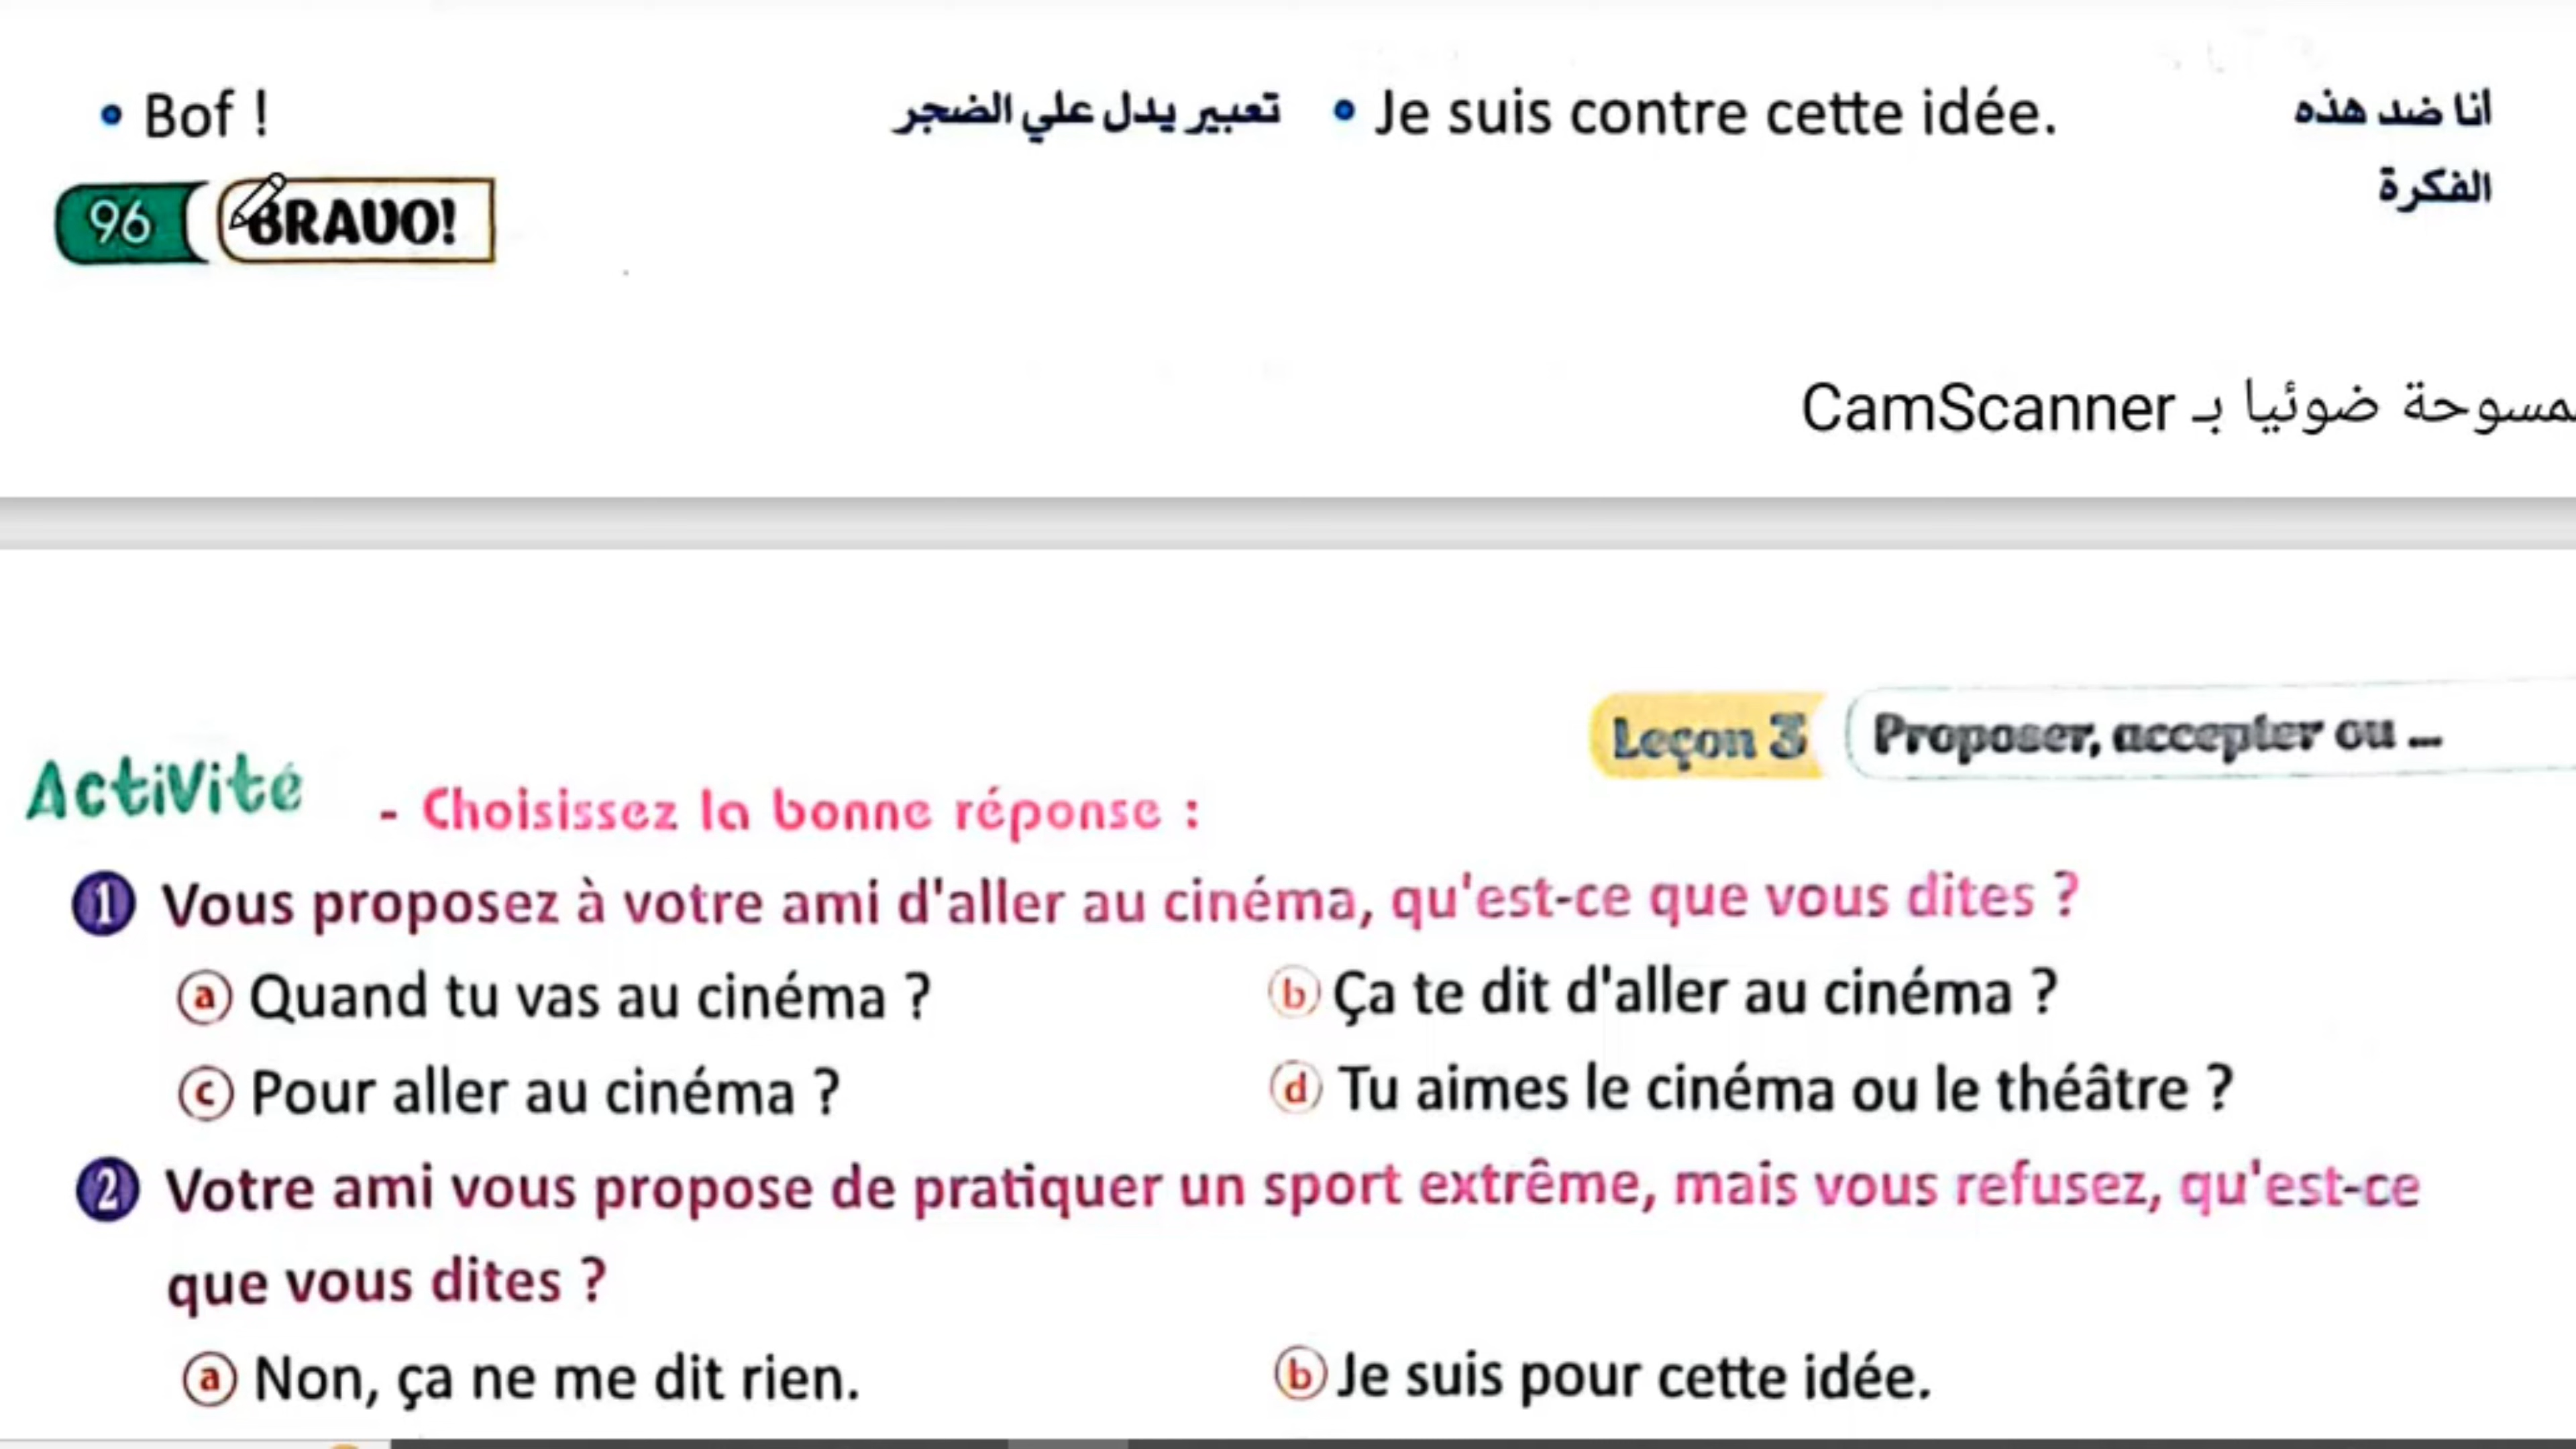 • Bof ! تعبير يدل علي الضجر • Je suis contre cette idée. انا ضد هذه
الفكرة
96 BRAVO!
CamScanner ـمسوحة ضوئيا بـ
Leçon 3 Proposer, accepter ou ...
Activité - Choisissez la bonne réponse :
1 Vous proposez à votre ami d'aller au cinéma, qu'est-ce que vous dites ?
a Quand tu vas au cinéma ? b Ça te dit d'aller au cinéma ?
c Pour aller au cinéma ? d Tu aimes le cinéma ou le théâtre ?
2 Votre ami vous propose de pratiquer un sport extrême, mais vous refusez, qu'est-ce
que vous dites ?
a Non, ça ne me dit rien. b Je suis pour cette idée.